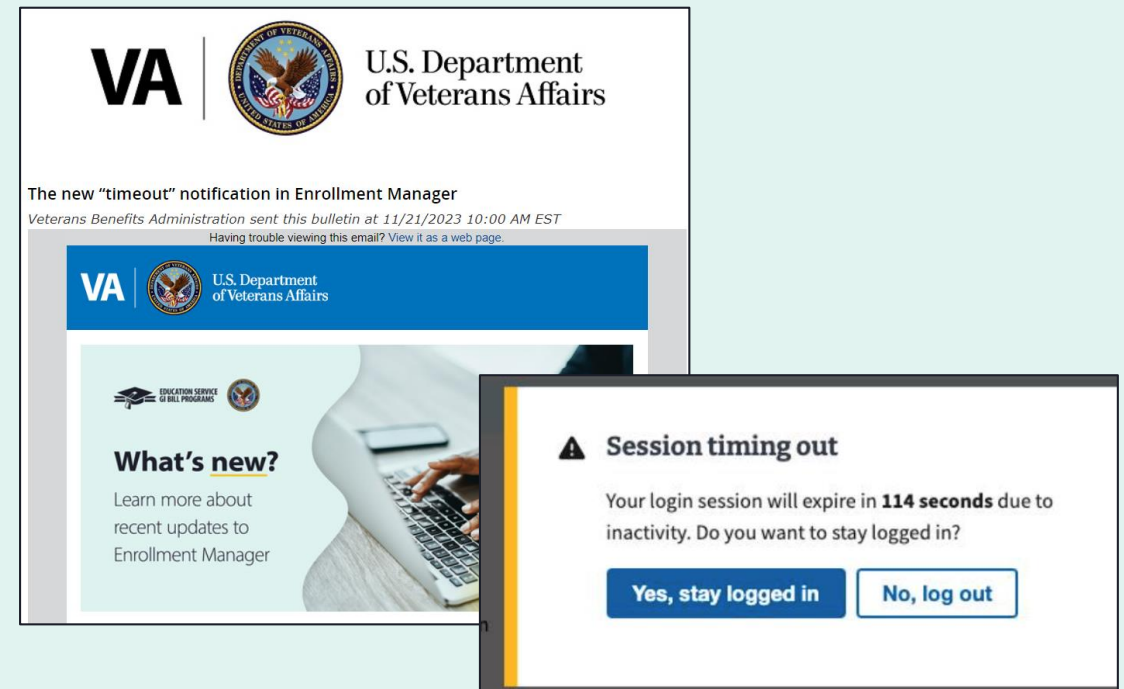 VA
U.S. Department
of Veterans Affairs
The new “timeout” notification in Enrollment Manager
Veterans Benefits Administration sent this bulletin at 11/21/2023 10:00 AM EST
Having trouble viewing this email? View it as a web page.
VA
U.S. Department
of Veterans Affairs
EDUCATION SERVICE
GI BILL PROGRAMS
What’s new?
Learn more about
recent updates to
Enrollment Manager
Session timing out
Your login session will expire in 114 seconds due to
inactivity. Do you want to stay logged in?
Yes, stay logged in
No, log out